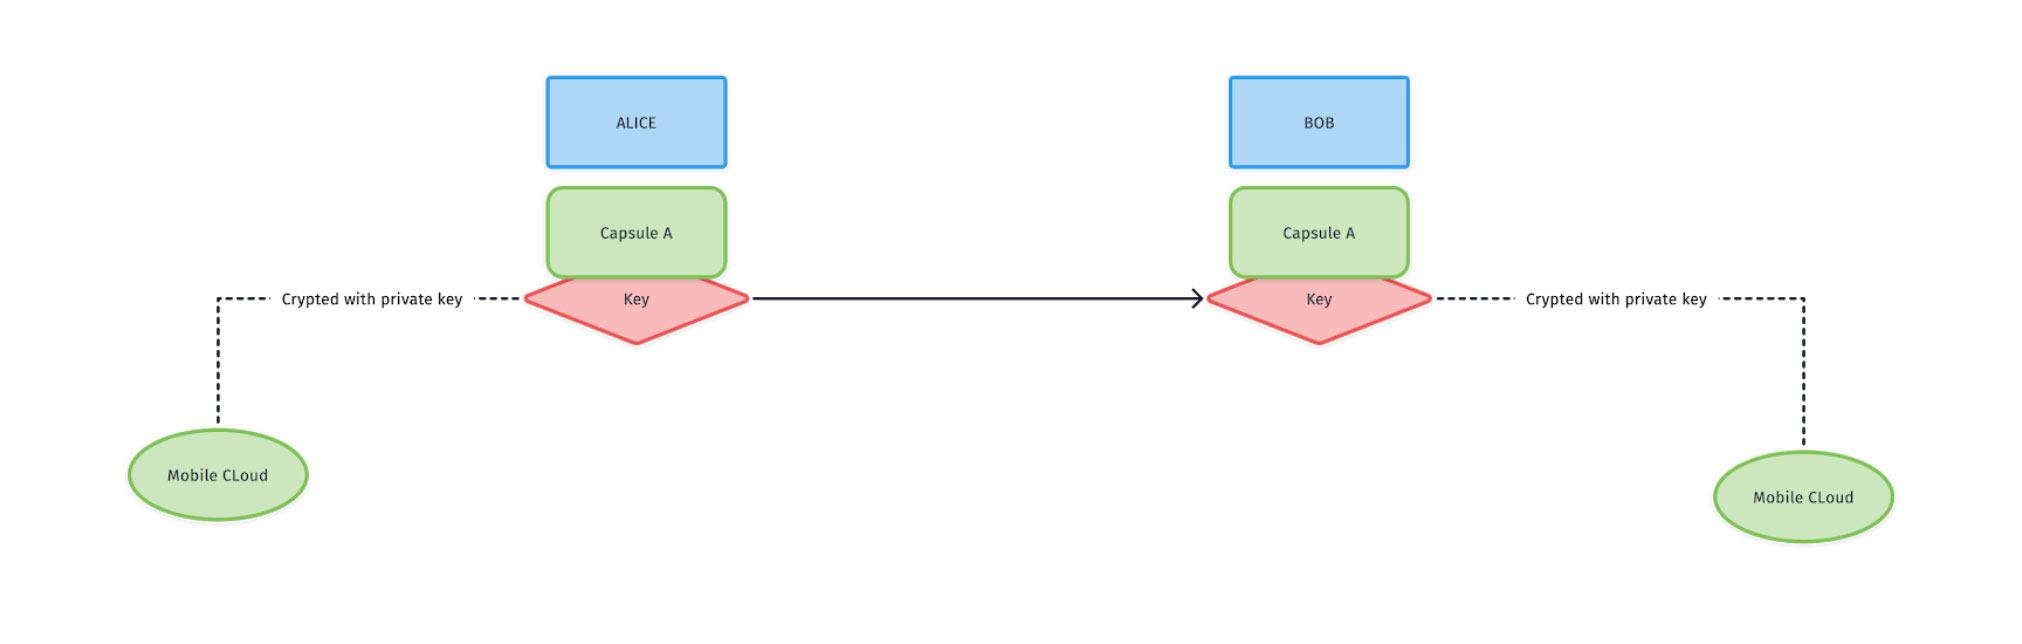 ALICE
BOB
Capsule A
Capsule A
Crypted with private key
Key
Key
Crypted with private key
Mobile CLoud
Mobile CLoud